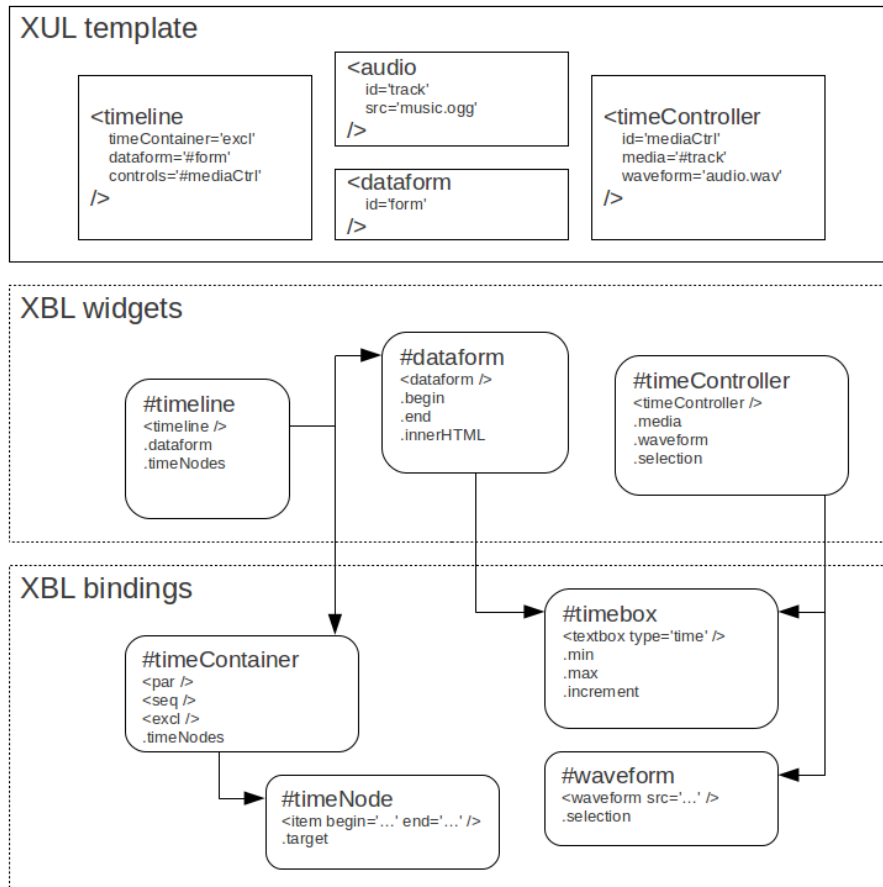 XUL template
<timeline
timeContainer='excl'
dataform='#form'
controls='#mediaCtrl'
/>
<audio
id='track'
src='music.ogg'
/>
<dataform
id='form'
/>
<timeController
id='mediaCtrl'
media='#track'
waveform='audio.wav'
/>
XBL widgets
#timeline
<timeline />
.dataform
.timeNodes
#dataform
<dataform />
.begin
.end
.innerHTML
#timeController
<timeController />
.media
.waveform
.selection
XBL bindings
#timeContainer
<par />
<seq />
<excl />
.timeNodes
#timeNode
<item begin='…' end='…' />
.target
#timebox
<textbox type='time' />
.min
.max
.increment
#waveform
<waveform src='…' />
.selection